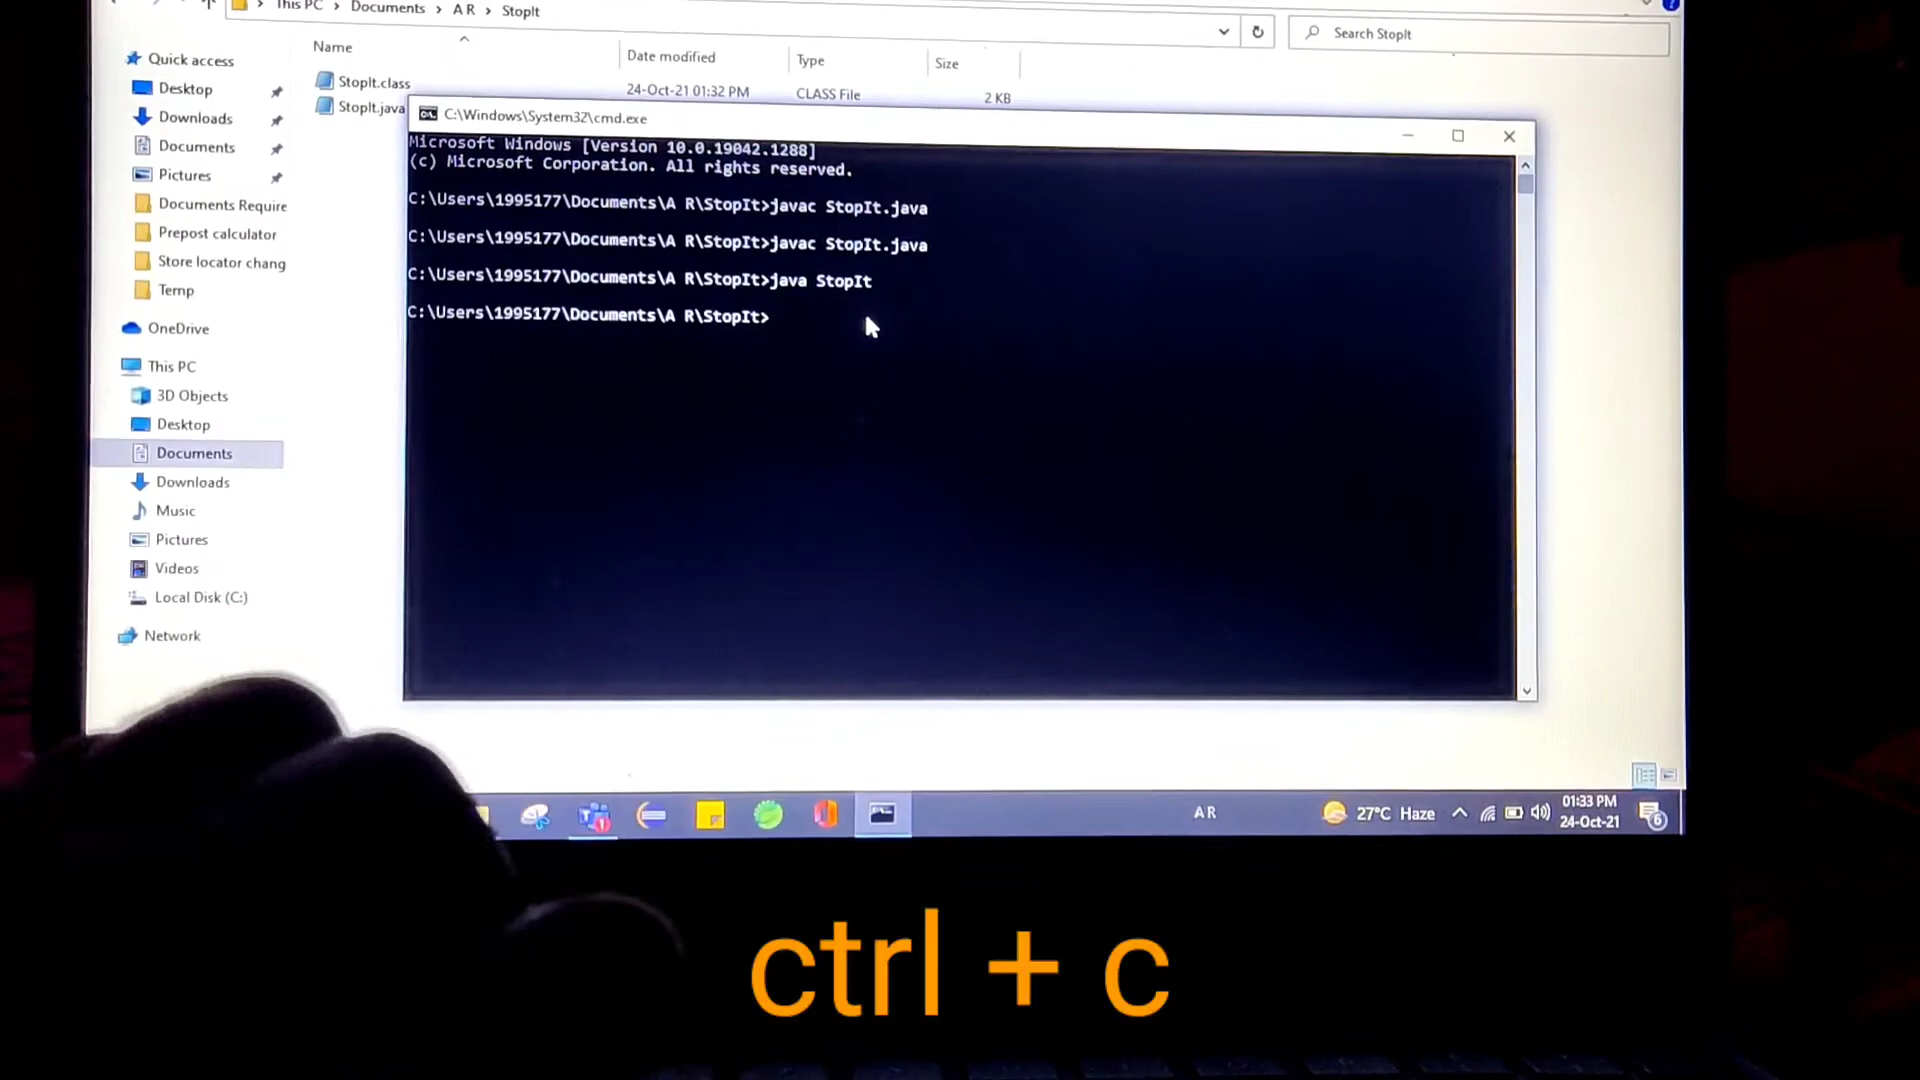 This PC > Documents > A R > StopIt
Search StopIt
Name
Date modified
Type
Size
StopIt.class
24-Oct-21 01:32 PM
CLASS File
2 KB
StopIt.java
Quick access
Desktop
Downloads
Documents
Pictures
Documents Require
Prepost calculator
Store locator chang
Temp
OneDrive
This PC
3D Objects
Desktop
Documents
Downloads
Music
Pictures
Videos
Local Disk (C:)
Network
C:\Windows\System32\cmd.exe
Microsoft Windows [Version 10.0.19042.1288]
(c) Microsoft Corporation. All rights reserved.
C:\Users\1995177\Documents\A R\StopIt>javac StopIt.java
C:\Users\1995177\Documents\A R\StopIt>javac StopIt.java
C:\Users\1995177\Documents\A R\StopIt>java StopIt
C:\Users\1995177\Documents\A R\StopIt>
A R
27°C Haze
01:33 PM
24-Oct-21
6
1
ctrl + c